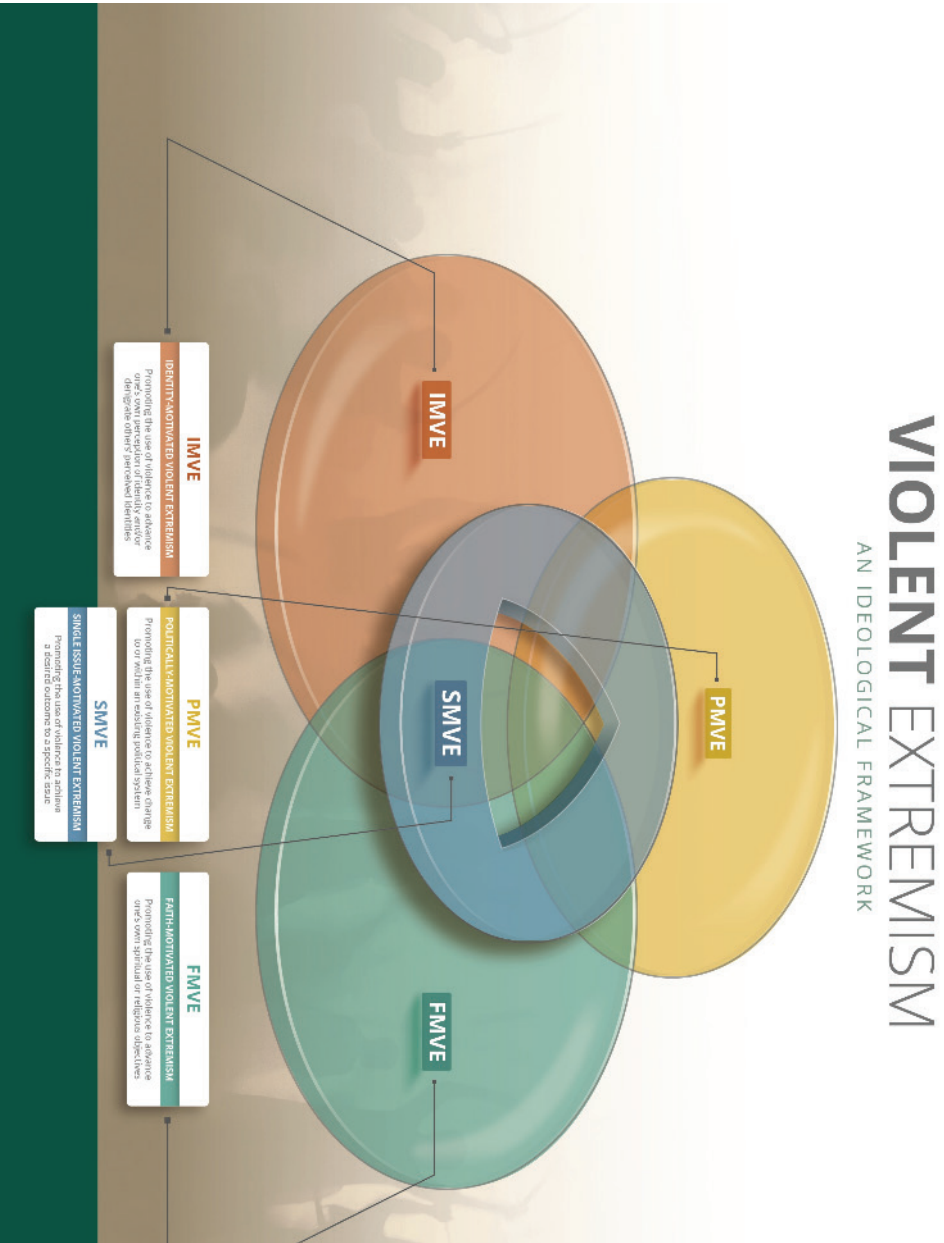 VIOLENT EXTREMISM
AN IDEOLOGICAL FRAMEWORK
PMVE
IMVE
SMVE
FMVE
IMVE
IDENTITY-MOTIVATED VIOLENT EXTREMISM
Promoting the use of violence to advance
one's own perception of identity and/or
denigrate others' perceived identities
PMVE
POLITICALLY-MOTIVATED VIOLENT EXTREMISM
Promoting the use of violence to achieve change
to or within an existing political system
FMVE
FAITH-MOTIVATED VIOLENT EXTREMISM
Promoting the use of violence to advance
one's own spiritual or religious objectives
SMVE
SINGLE ISSUE-MOTIVATED VIOLENT EXTREMISM
Promoting the use of violence to achieve
a desired outcome to a specific issue